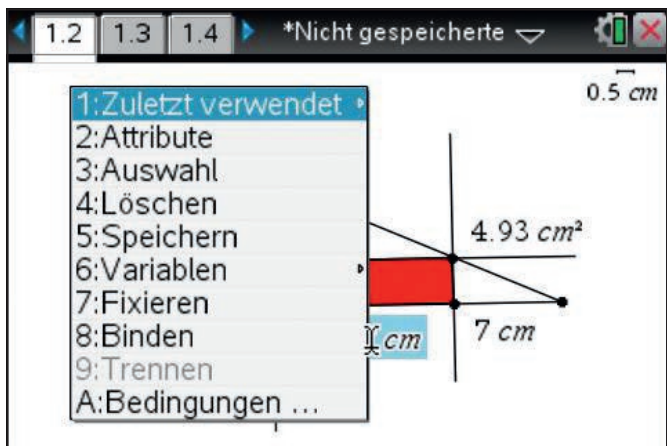 1.2 1.3 1.4 *Nicht gespeicherte
0.5 cm
1:Zuletzt verwendet
2:Attribute
3:Auswahl
4:Löschen
5:Speichern
6:Variablen
7:Fixieren
8:Binden
9:Trennen
A:Bedingungen ...
4.93 cm²
cm
7 cm